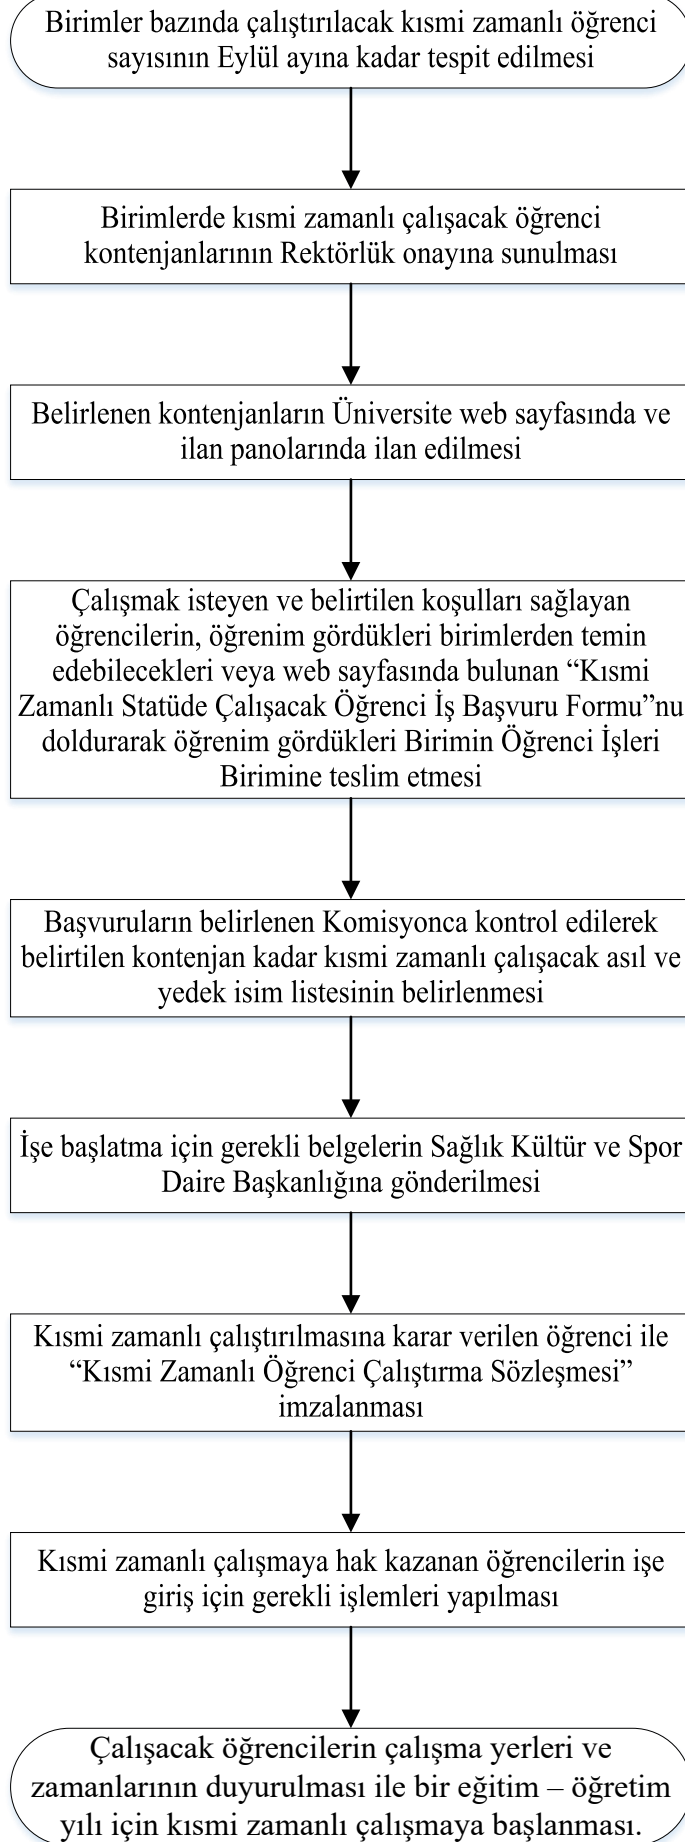 Birimler bazında çalıştırılacak kısmi zamanlı öğrenci
sayısının Eylül ayına kadar tespit edilmesi
Birimlerde kısmi zamanlı çalışacak öğrenci
kontenjanlarının Rektörlük onayına sunulması
Belirlenen kontenjanların Üniversite web sayfasında ve
ilan panolarında ilan edilmesi
Çalışmak isteyen ve belirtilen koşulları sağlayan
öğrencilerin, öğrenim gördükleri birimlerden temin
edebilecekleri veya web sayfasında bulunan “Kısmi
Zamanlı Statüde Çalışacak Öğrenci İş Başvuru Formu”nu
doldurarak öğrenim gördükleri Birimin Öğrenci İşleri
Birimine teslim etmesi
Başvuruların belirlenen Komisyonca kontrol edilerek
belirtilen kontenjan kadar kısmi zamanlı çalışacak asıl ve
yedek isim listesinin belirlenmesi
İşe başlatma için gerekli belgelerin Sağlık Kültür ve Spor
Daire Başkanlığına gönderilmesi
Kısmi zamanlı çalıştırılmasına karar verilen öğrenci ile
“Kısmi Zamanlı Öğrenci Çalıştırma Sözleşmesi”
imzalanması
Kısmi zamanlı çalışmaya hak kazanan öğrencilerin işe
giriş için gerekli işlemleri yapılması
Çalışacak öğrencilerin çalışma yerleri ve
zamanlarının duyurulması ile bir eğitim – öğretim
yılı için kısmi zamanlı çalışmaya başlanması.